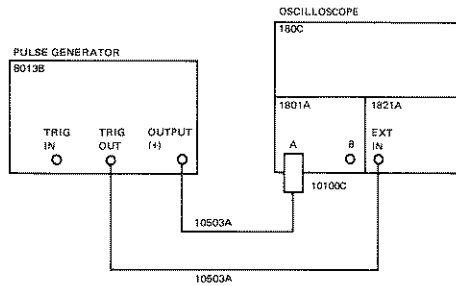 OSCILLOSCOPE
180C
PULSE GENERATOR
8013B
1801A
1821A
TRIG IN
TRIG OUT
OUTPUT (+)
A
B
EXT IN
10100C
10503A
10503A